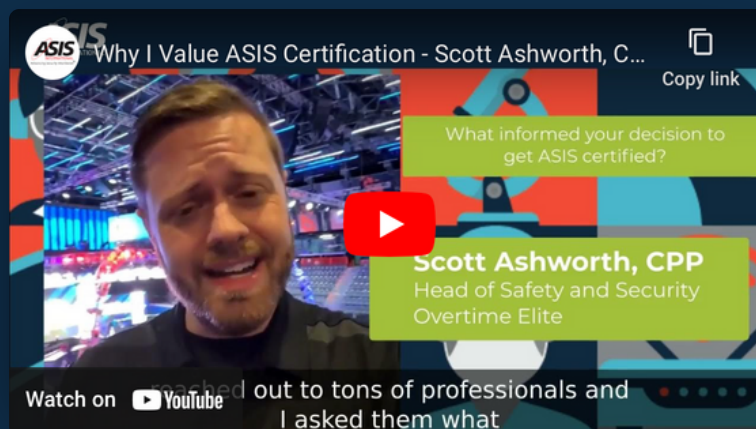 ASIS
Why I Value ASIS Certification - Scott Ashworth, C...
Copy link
What informed your decision to
get ASIS certified?
Scott Ashworth, CPP
Head of Safety and Security
Overtime Elite
reached out to tons of professionals and
I asked them what
Watch on YouTube